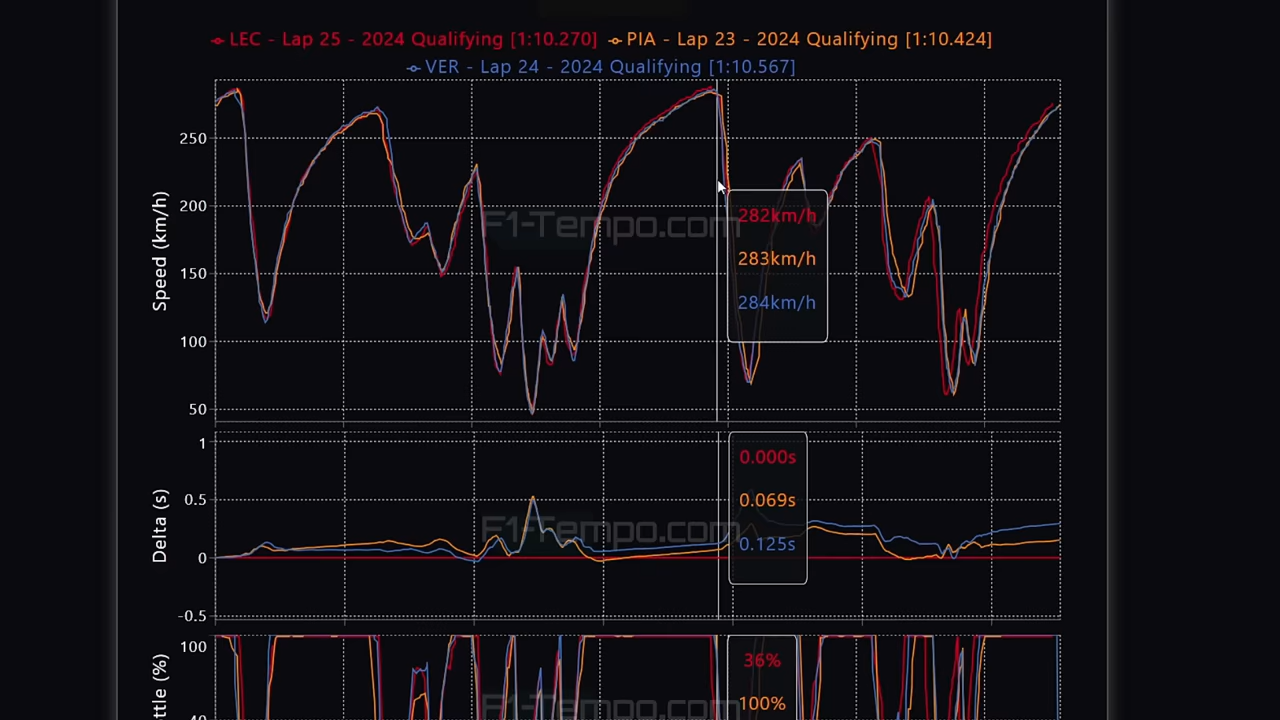 LEC - Lap 25 - 2024 Qualifying [1:10.270] PIA - Lap 23 - 2024 Qualifying [1:10.424]
VER - Lap 24 - 2024 Qualifying [1:10.567]
Speed (km/h)
250
200
150
100
50
F1-Tempo.com
282km/h
283km/h
284km/h
Delta (s)
1
0.5
0
-0.5
F1-Tempo.com
0.000s
0.069s
0.125s
ttle (%)
100
40
F1-Tempo.com
36%
100%